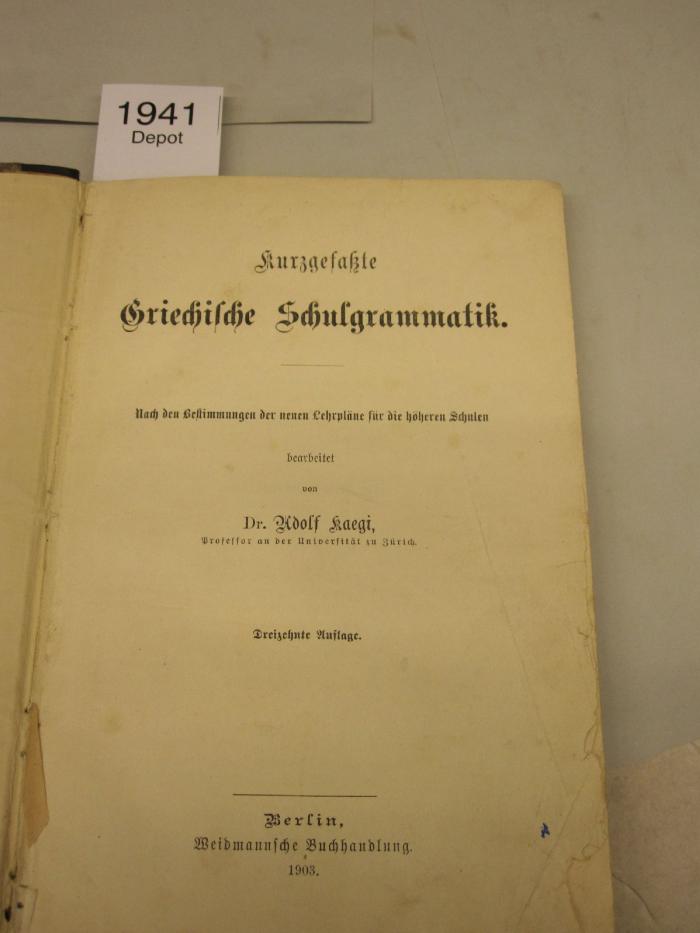 1941
Depot
Kurzgefaßte
Griechische Schulgrammatik.
Nach den Bestimmungen der neuen Lehrpläne für die höheren Schulen
bearbeitet
von
Dr. Adolf Kaegi,
Professor an der Universität zu Zürich.
Dreizehnte Auflage.
Berlin,
Weidmannsche Buchhandlung.
1903.